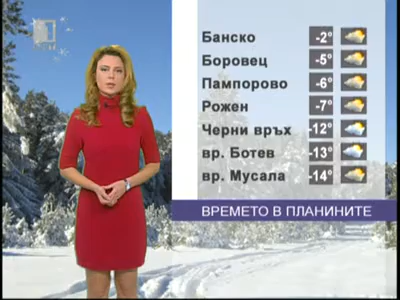 Банско -2°
Боровец -5°
Пампорово -6°
Рожен -7°
Черни връх -12°
вр. Ботев -13°
вр. Мусала -14°
ВРЕМЕТО В ПЛАНИНИТЕ